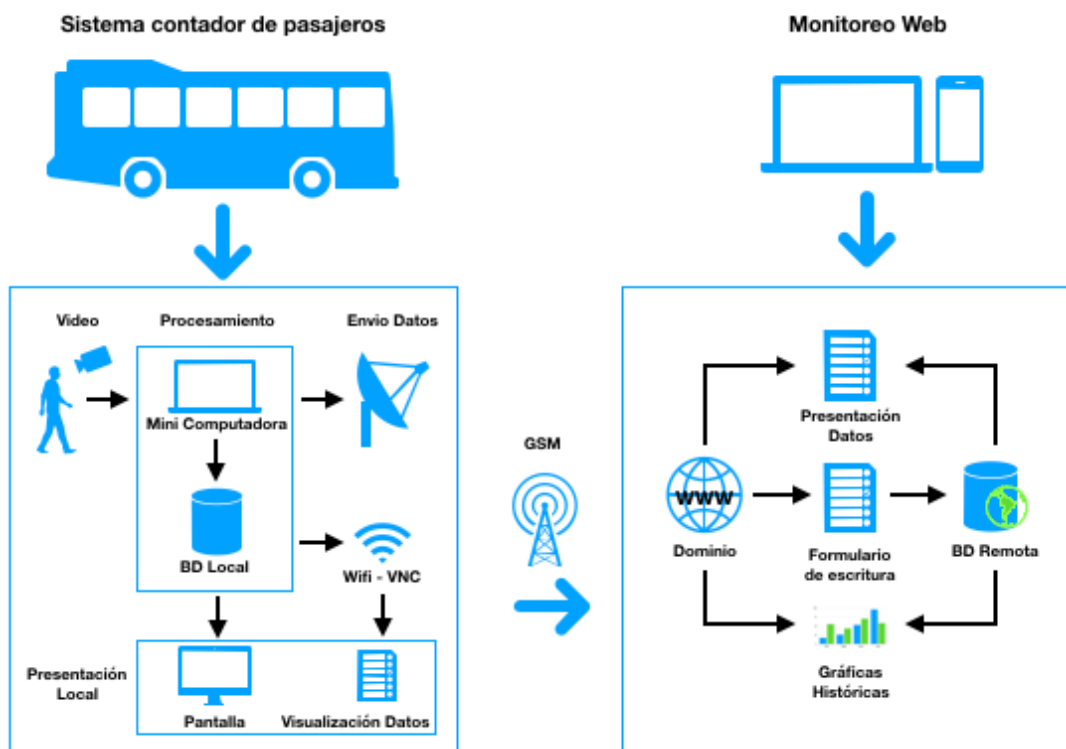 Sistema contador de pasajeros
Monitoreo Web
Video
Procesamiento
Envio Datos
Mini Computadora
BD Local
Wifi - VNC
Presentación
Local
Pantalla
Visualización Datos
GSM
Presentación
Datos
www
Dominio
Formulario
de escritura
BD Remota
Gráficas
Históricas